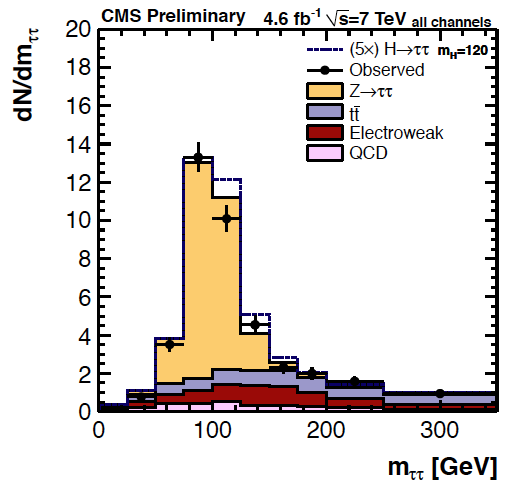 CMS Preliminary 4.6 fb⁻¹ √s=7 TeV all channels
dN/dm_ττ
20
18
16
14
12
10
8
6
4
2
0
(5×) H→ττ m_H=120
Observed
Z→ττ
tt̄
Electroweak
QCD
0 100 200 300
m_ττ [GeV]